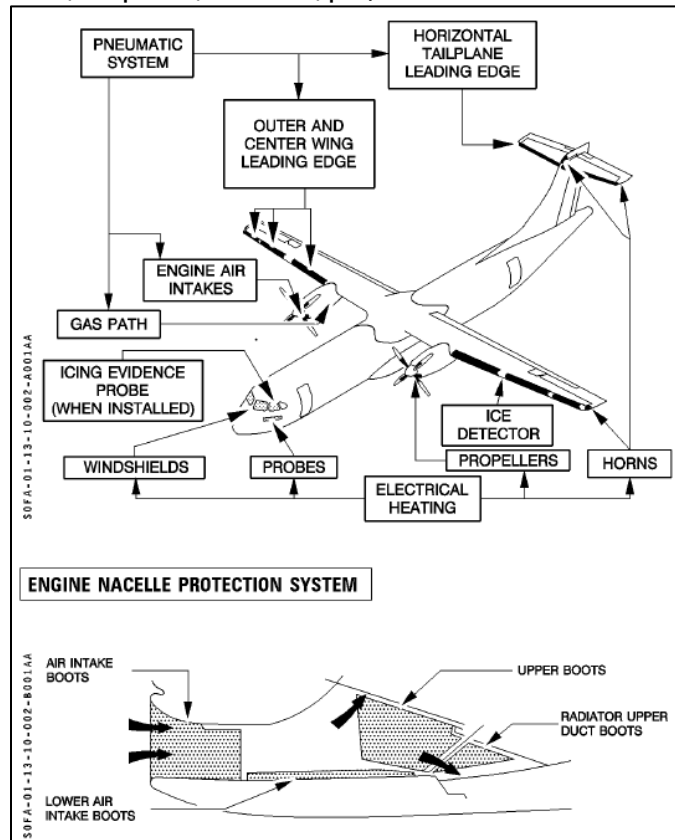 PNEUMATIC
SYSTEM
HORIZONTAL
TAILPLANE
LEADING EDGE
OUTER AND
CENTER WING
LEADING EDGE
ENGINE AIR
INTAKES
GAS PATH
ICING EVIDENCE
PROBE
(WHEN INSTALLED)
ICE
DETECTOR
WINDSHIELDS
PROBES
PROPELLERS
HORNS
ELECTRICAL
HEATING
S0FA-01-13-10-002-A001AA
ENGINE NACELLE PROTECTION SYSTEM
AIR INTAKE
BOOTS
UPPER BOOTS
RADIATOR UPPER
DUCT BOOTS
LOWER AIR
INTAKE BOOTS
S0FA-01-13-10-002-B001AA